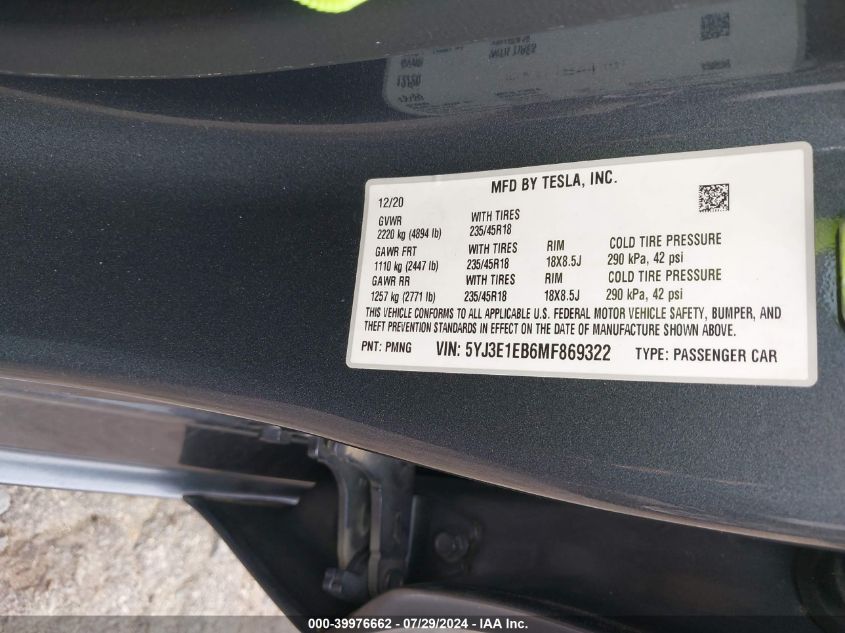 MFD BY TESLA, INC.
12/20
GVWR WITH TIRES
2220 kg (4894 lb) 235/45R18
GAWR FRT WITH TIRES RIM COLD TIRE PRESSURE
1110 kg (2447 lb) 235/45R18 18X8.5J 290 kPa, 42 psi
GAWR RR WITH TIRES RIM COLD TIRE PRESSURE
1257 kg (2771 lb) 235/45R18 18X8.5J 290 kPa, 42 psi
THIS VEHICLE CONFORMS TO ALL APPLICABLE U.S. FEDERAL MOTOR VEHICLE SAFETY, BUMPER, AND
THEFT PREVENTION STANDARDS IN EFFECT ON THE DATE OF MANUFACTURE SHOWN ABOVE.
PNT: PMNG VIN: 5YJ3E1EB6MF869322 TYPE: PASSENGER CAR
000-39976662 - 07/29/2024 - IAA Inc.